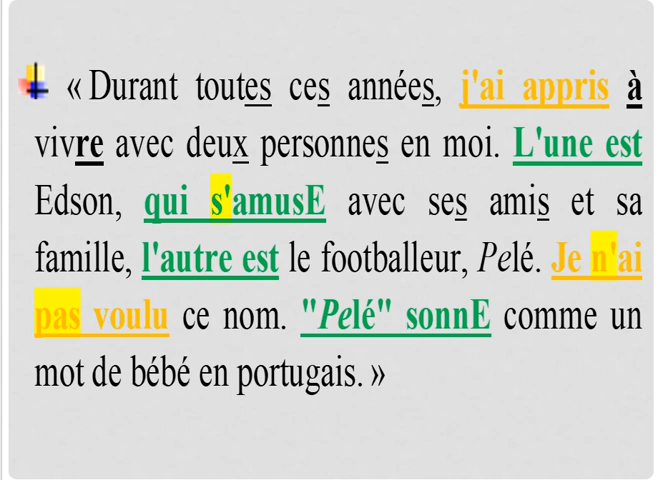 « Durant toutes ces années, j'ai appris à
vivre avec deux personnes en moi. L'une est
Edson, qui s'amusE avec ses amis et sa
famille, l'autre est le footballeur, Pelé. Je n'ai
pas voulu ce nom. "Pelé" sonnE comme un
mot de bébé en portugais. »